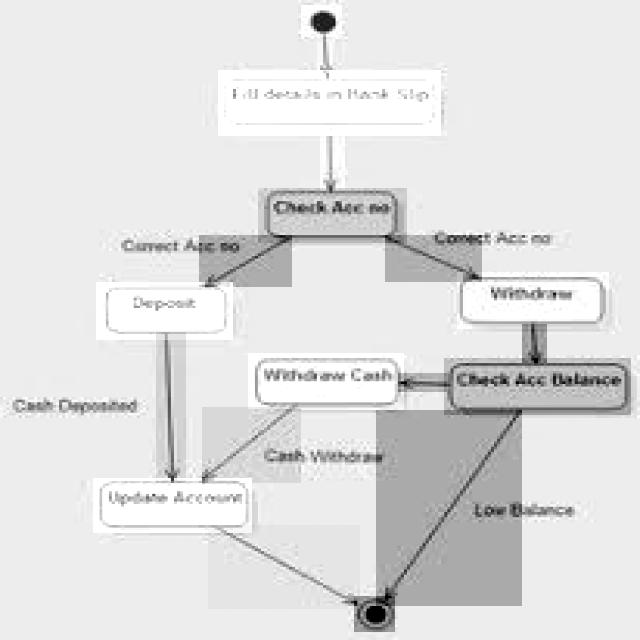 Fill details in Bank Slip
Check Acc no
Correct Acc no
Correct Acc no
Deposit
Withdraw
Withdraw Cash
Check Acc Balance
Cash Deposited
Cash Withdraw
Update Account
Low Balance